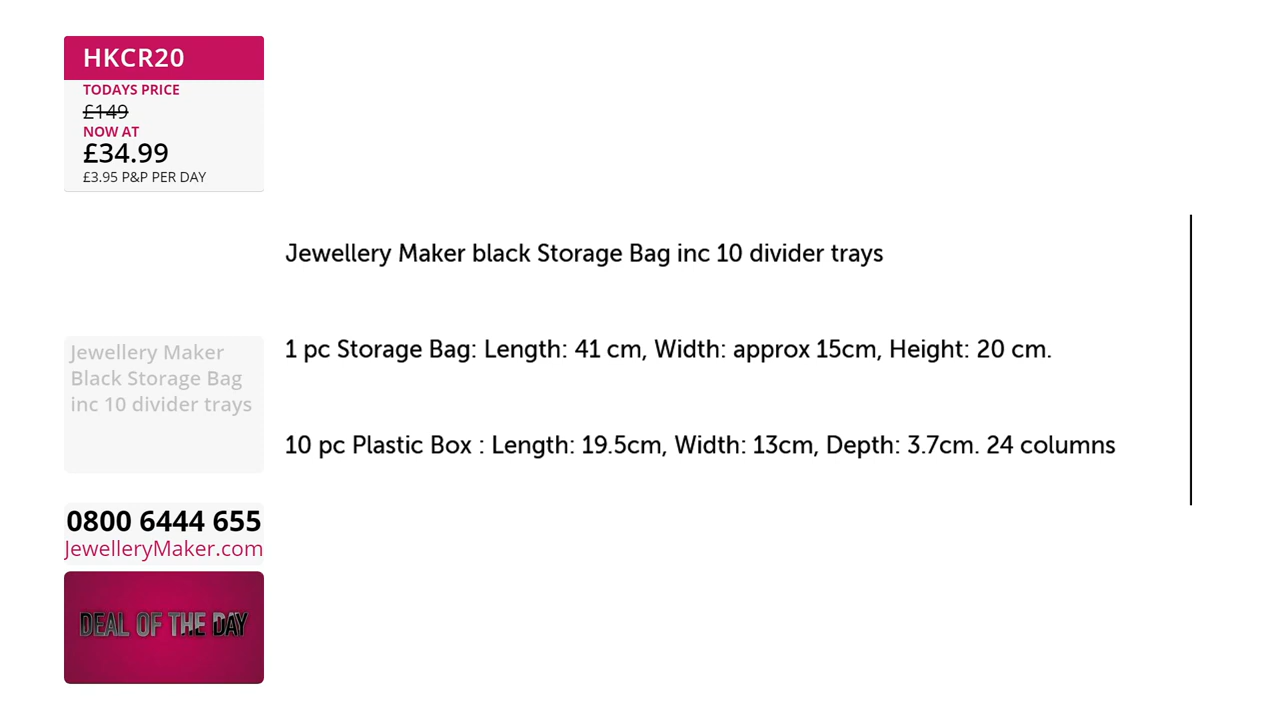 HKCR20
TODAYS PRICE
£149
NOW AT
£34.99
£3.95 P&P PER DAY
Jewellery Maker black Storage Bag inc 10 divider trays
1 pc Storage Bag: Length: 41 cm, Width: approx 15cm, Height: 20 cm.
10 pc Plastic Box : Length: 19.5cm, Width: 13cm, Depth: 3.7cm. 24 columns
Jewellery Maker
Black Storage Bag
inc 10 divider trays
0800 6444 655
JewelleryMaker.com
DEAL OF THE DAY